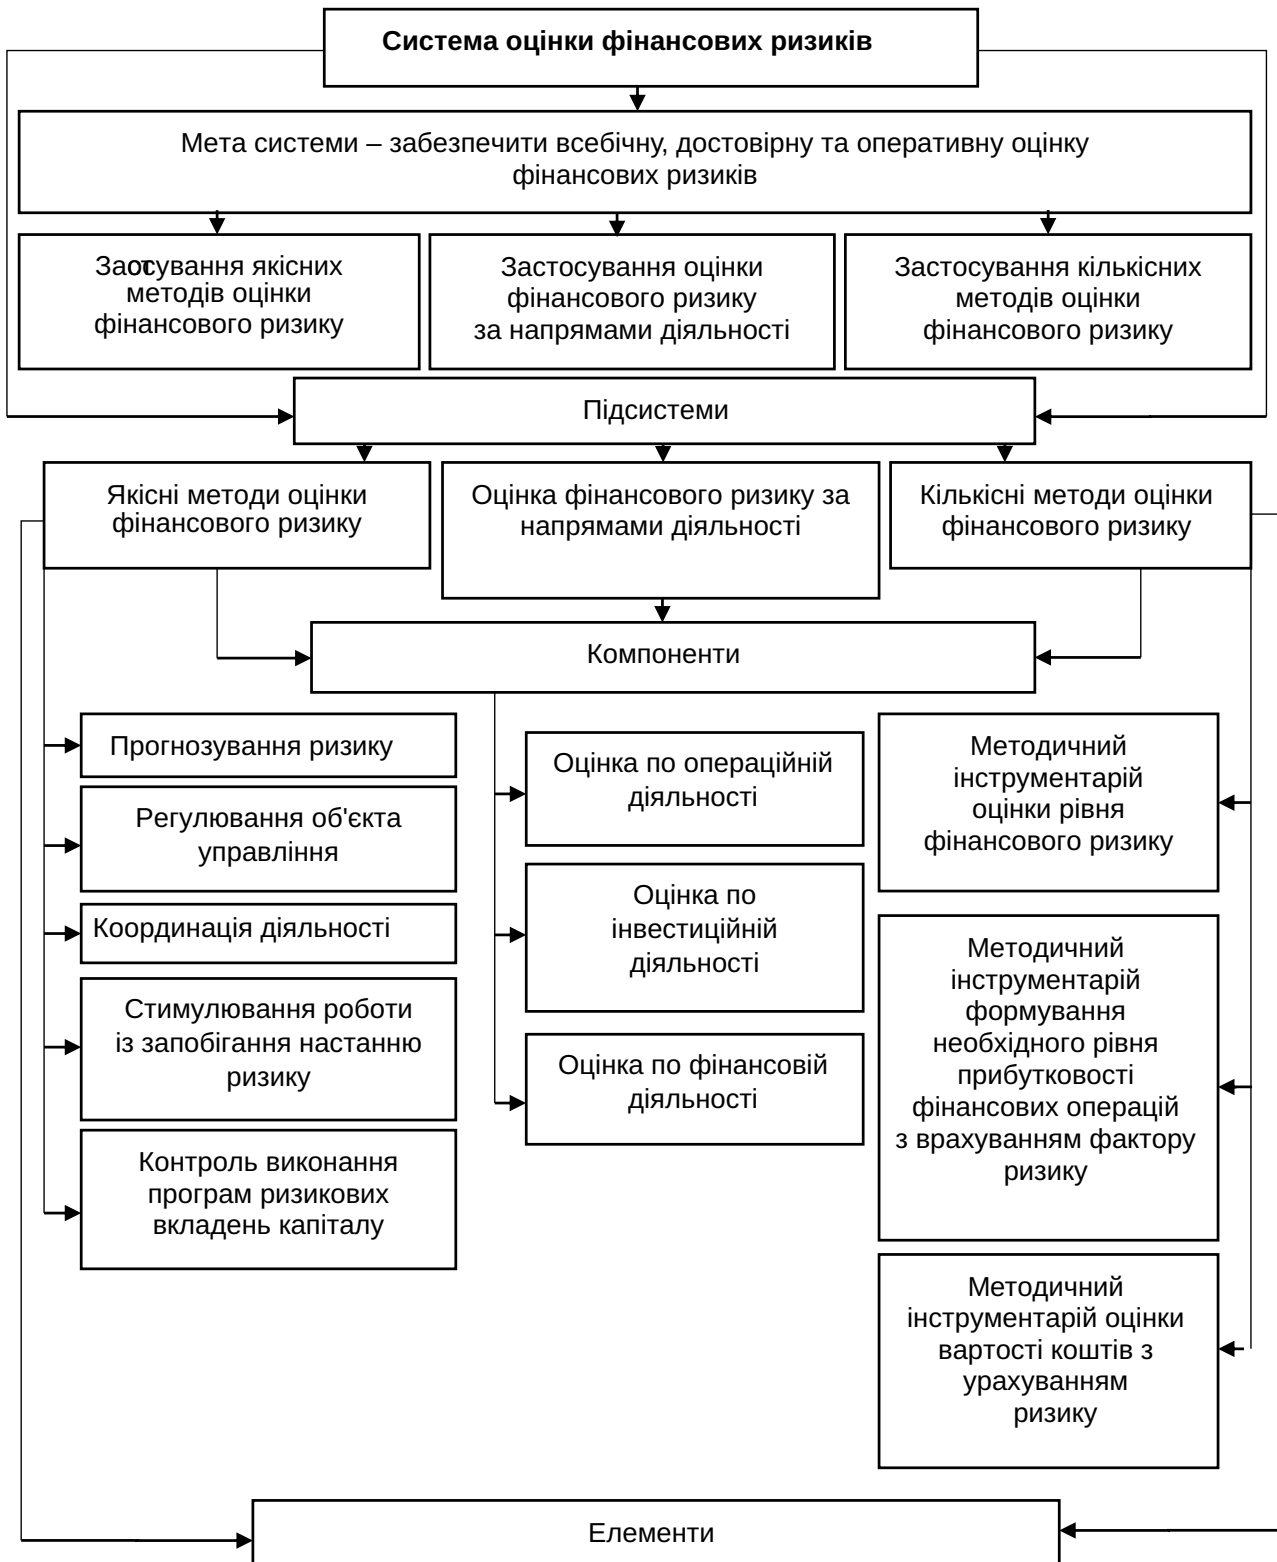 Система оцінки фінансових ризиків
Мета системи – забезпечити всебічну, достовірну та оперативну оцінку
фінансових ризиків
Застосування якісних
методів оцінки
фінансового ризику
Застосування оцінки
фінансового ризику
за напрямами діяльності
Застосування кількісних
методів оцінки
фінансового ризику
Підсистеми
Якісні методи оцінки
фінансового ризику
Оцінка фінансового ризику за
напрямами діяльності
Кількісні методи оцінки
фінансового ризику
Компоненти
Прогнозування ризику
Регулювання об'єкта
управління
Координація діяльності
Стимулювання роботи
із запобігання настанню
ризику
Контроль виконання
програм ризикових
вкладень капіталу
Оцінка по операційній
діяльності
Оцінка по
інвестиційній
діяльності
Оцінка по фінансовій
діяльності
Методичний
інструментарій
оцінки рівня
фінансового ризику
Методичний
інструментарій
формування
необхідного рівня
прибутковості
фінансових операцій
з врахуванням фактору
ризику
Методичний
інструментарій оцінки
вартості коштів з
урахуванням
ризику
Елементи